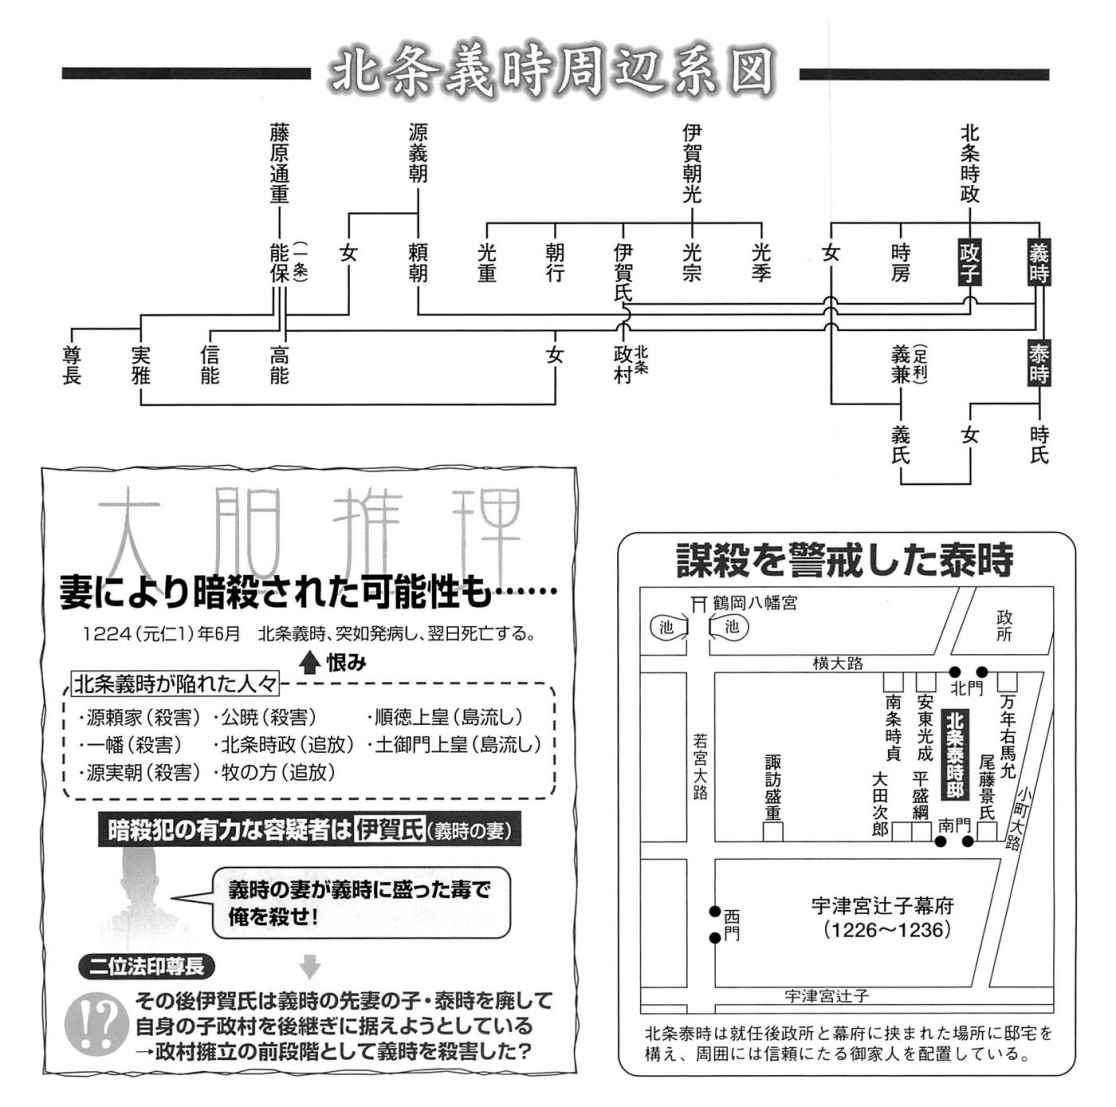 北条義時周辺系図
藤原通重
源義朝
伊賀朝光
北条時政
能保
(一条)
女
頼朝
光重
朝行
伊賀氏
光宗
光季
女
時房
政子
義時
尊長
実雅
信能
高能
女
北条
政村
義兼
(足利)
泰時
義氏
女
時氏
大胆推理
妻により暗殺された可能性も……
1224(元仁1)年6月 北条義時、突如発病し、翌日死亡する。
恨み
北条義時が陥れた人々
・源頼家(殺害) ・公暁(殺害) ・順徳上皇(島流し)
・一幡(殺害) ・北条時政(追放) ・土御門上皇(島流し)
・源実朝(殺害) ・牧の方(追放)
暗殺犯の有力な容疑者は伊賀氏(義時の妻)
義時の妻が義時に盛った毒で
俺を殺せ!
二位法印尊長
!?
その後伊賀氏は義時の先妻の子・泰時を廃して
自身の子政村を後継ぎに据えようとしている
→政村擁立の前段階として義時を殺害した?
謀殺を警戒した泰時
鶴岡八幡宮
池
池
政所
横大路
北門
南条時貞
安東光成
北条泰時邸
万年右馬允
若宮大路
諏訪盛重
大田次郎
平盛綱
尾藤景氏
南門
小町大路
西門
宇津宮辻子幕府
(1226〜1236)
宇津宮辻子
北条泰時は就任後政所と幕府に挟まれた場所に邸宅を
構え、周囲には信頼にたる御家人を配置している。